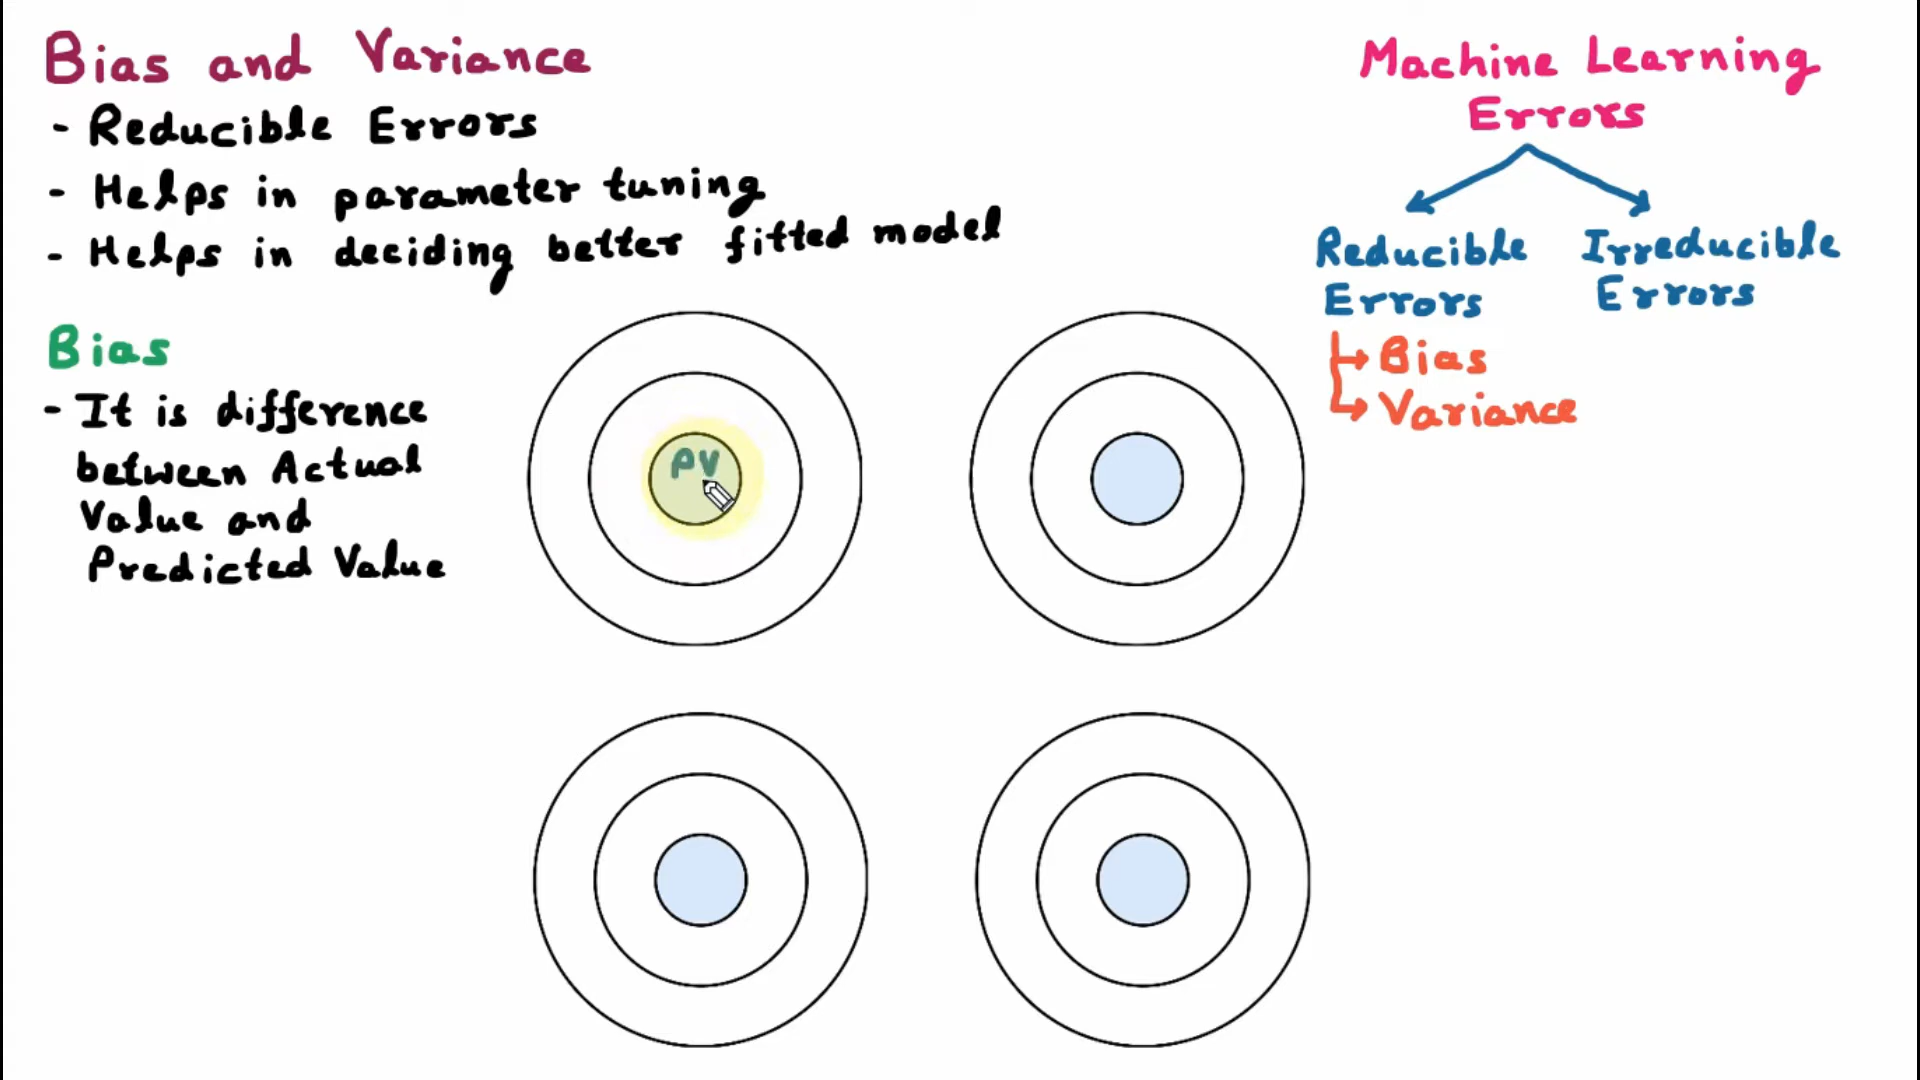 Bias and Variance
- Reducible Errors
- Helps in parameter tuning
- Helps in deciding better fitted model
Bias
- It is difference
between Actual
Value and
Predicted Value
PV
Machine Learning
Errors
Reducible
Errors
Irreducible
Errors
Bias
Variance